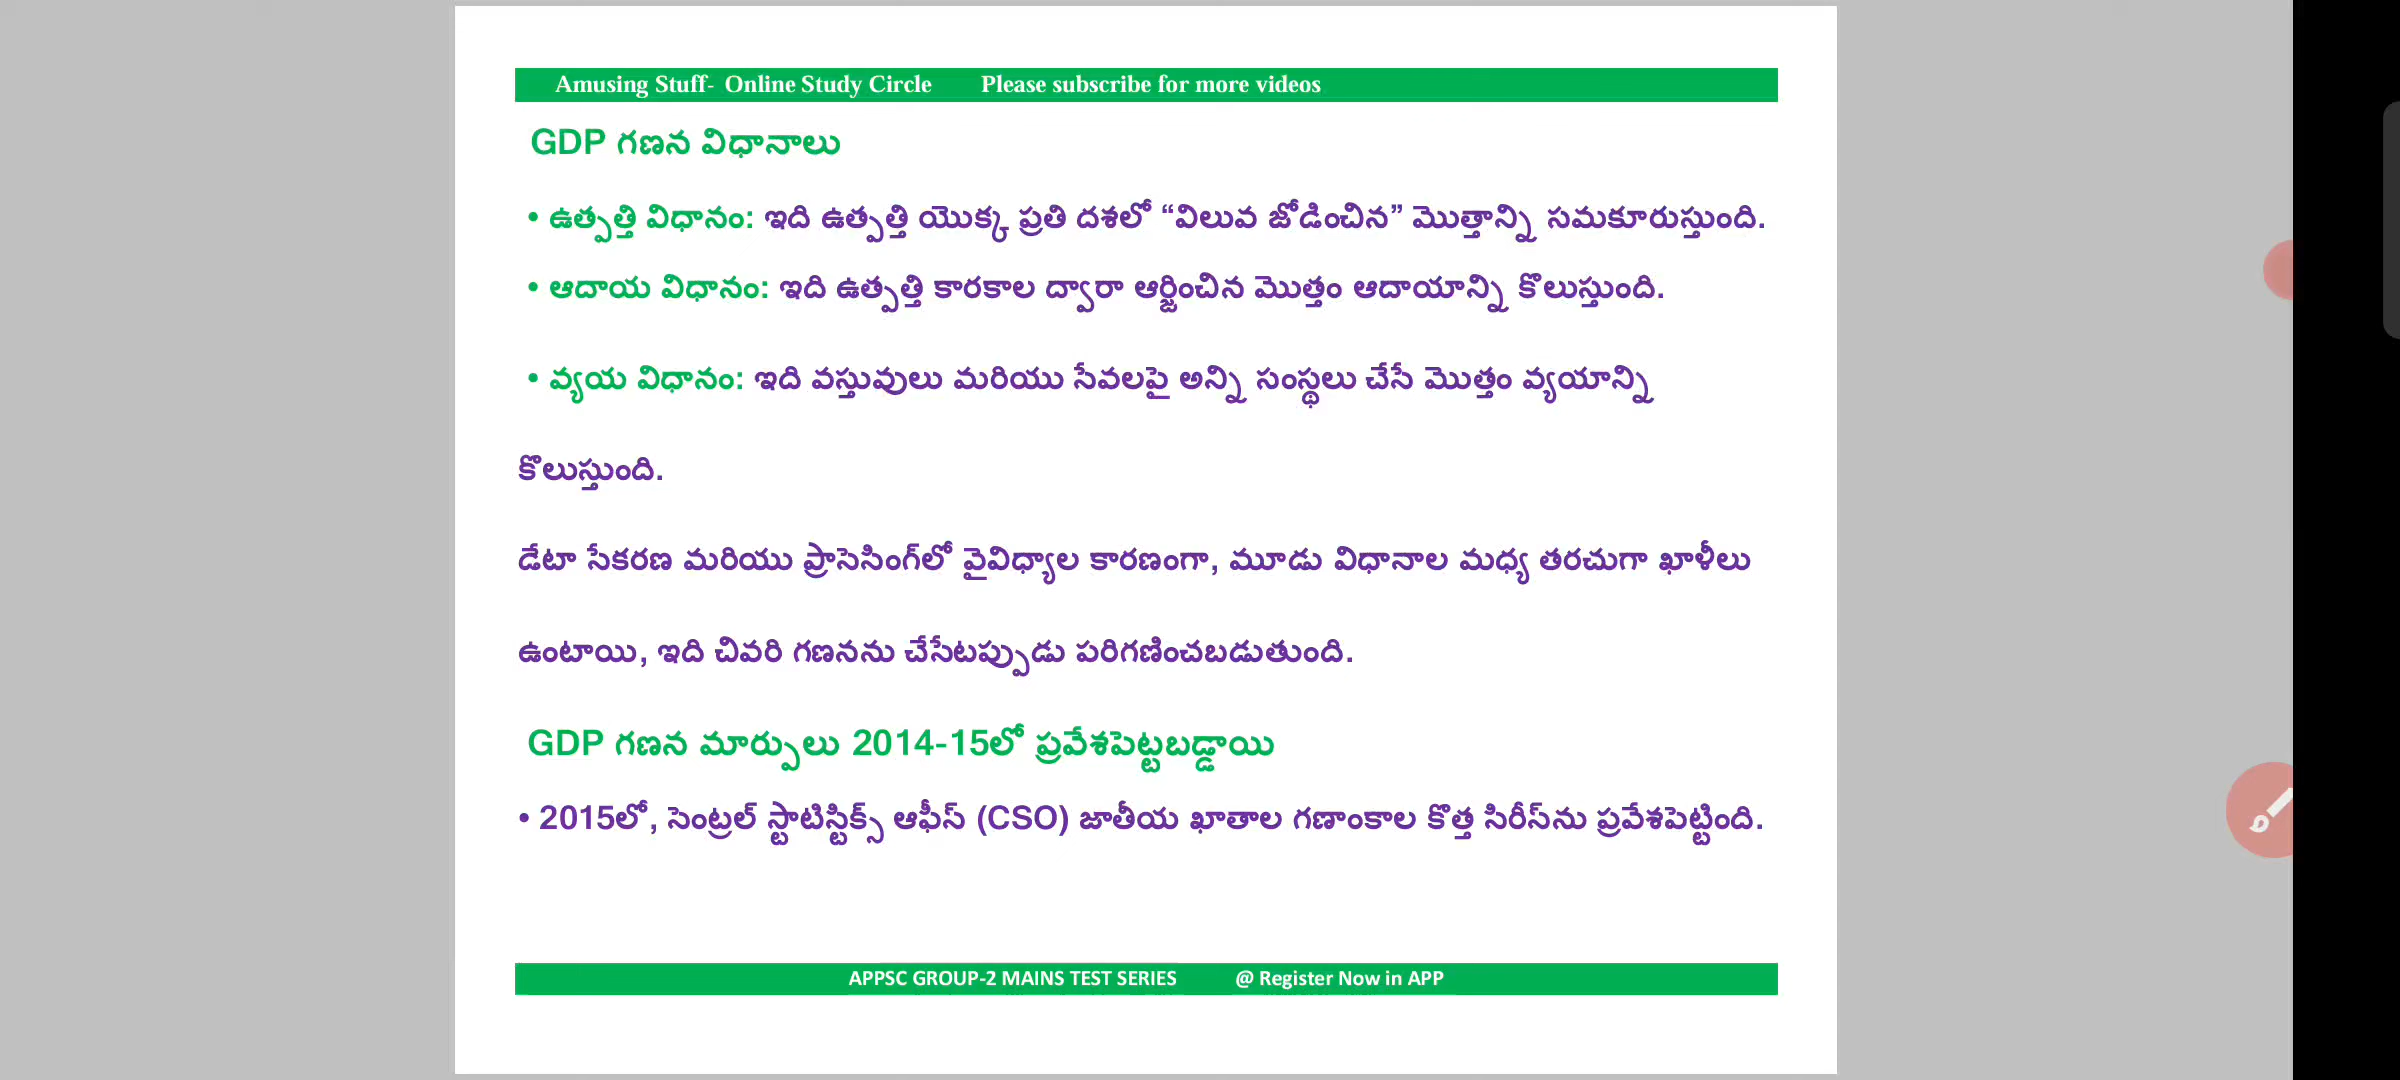 Amusing Stuff- Online Study Circle Please subscribe for more videos
GDP గణన విధానాలు
• ఉత్పత్తి విధానం: ఇది ఉత్పత్తి యొక్క ప్రతి దశలో “విలువ జోడించిన” మొత్తాన్ని సమకూరుస్తుంది.
• ఆదాయ విధానం: ఇది ఉత్పత్తి కారకాల ద్వారా ఆర్జించిన మొత్తం ఆదాయాన్ని కొలుస్తుంది.
• వ్యయ విధానం: ఇది వస్తువులు మరియు సేవలపై అన్ని సంస్థలు చేసే మొత్తం వ్యయాన్ని
కొలుస్తుంది.
డేటా సేకరణ మరియు ప్రాసెసింగ్‌లో వైవిధ్యాల కారణంగా, మూడు విధానాల మధ్య తరచుగా ఖాళీలు
ఉంటాయి, ఇది చివరి గణనను చేసేటప్పుడు పరిగణించబడుతుంది.
GDP గణన మార్పులు 2014-15లో ప్రవేశపెట్టబడ్డాయి
• 2015లో, సెంట్రల్ స్టాటిస్టిక్స్ ఆఫీస్ (CSO) జాతీయ ఖాతాల గణాంకాల కొత్త సిరీస్‌ను ప్రవేశపెట్టింది.
APPSC GROUP-2 MAINS TEST SERIES @ Register Now in APP